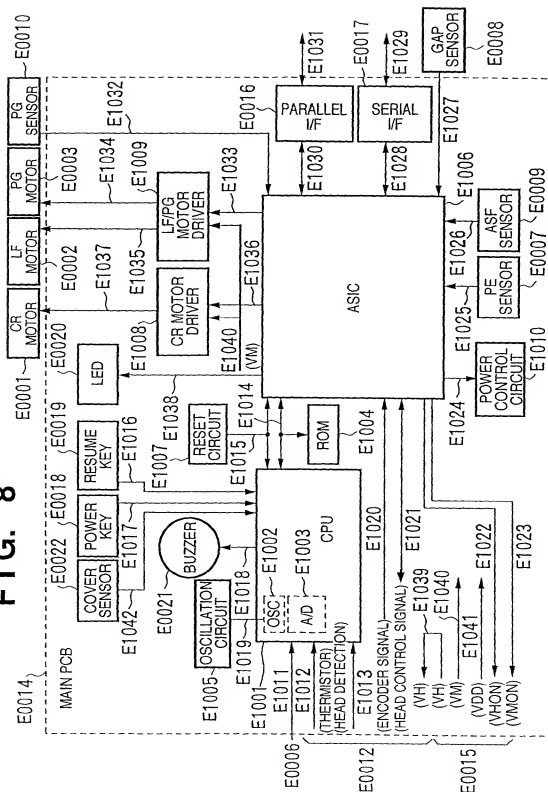 FIG. 8
E0014
MAIN PCB
E0022
COVER
SENSOR
E0018
POWER
KEY
E0019
RESUME
KEY
E0020
LED
E0001
CR
MOTOR
E0002
LF
MOTOR
E0003
PG
MOTOR
E0010
PG
SENSOR
E1042
E1017
E1016
E1038
E1037
E1035
E1034
E1032
E1009
E1008
CR MOTOR
DRIVER
LF/PG
MOTOR
DRIVER
E1040
(VM)
E1036
E1033
E0016
PARALLEL
I/F
E1031
E1030
E0017
SERIAL
I/F
E1029
E1028
GAP
SENSOR
E0008
E1027
E1006
E0021
BUZZER
E1018
E1005
OSCILLATION
CIRCUIT
E1019
E1001
OSC
E1002
A/D
E1003
CPU
E1007
RESET
CIRCUIT
E1015
E1014
ROM
E1004
ASIC
E0006
E1011
E1012
(THERMISTOR)
(HEAD DETECTION)
E1013
(ENCODER SIGNAL)
E1020
(HEAD CONTROL SIGNAL)
E1021
E0012
(VH)
(VH)
E1039
(VM)
E1040
E1041
(VDD)
(VHON)
E1022
(VMON)
E1023
E0015
E1024
POWER
CONTROL
CIRCUIT
E1010
E1025
PE
SENSOR
E0007
E1026
ASF
SENSOR
E0009